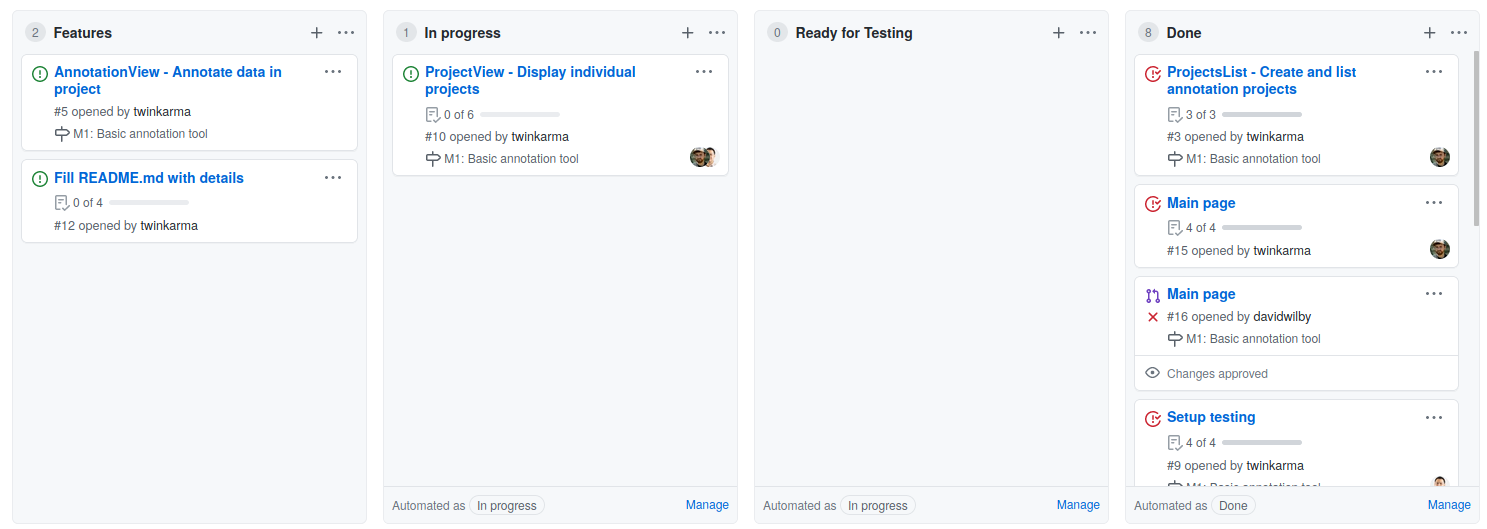 2 Features
AnnotationView - Annotate data in
project
#5 opened by twinkarma
M1: Basic annotation tool
Fill README.md with details
0 of 4
#12 opened by twinkarma
1 In progress
ProjectView - Display individual
projects
0 of 6
#10 opened by twinkarma
M1: Basic annotation tool
Automated as In progress Manage
0 Ready for Testing
Automated as In progress Manage
8 Done
ProjectsList - Create and list
annotation projects
3 of 3
#3 opened by twinkarma
M1: Basic annotation tool
Main page
4 of 4
#15 opened by twinkarma
Main page
#16 opened by davidwilby
M1: Basic annotation tool
Changes approved
Setup testing
4 of 4
#9 opened by twinkarma
M1: Basic annotation tool
Automated as Done Manage